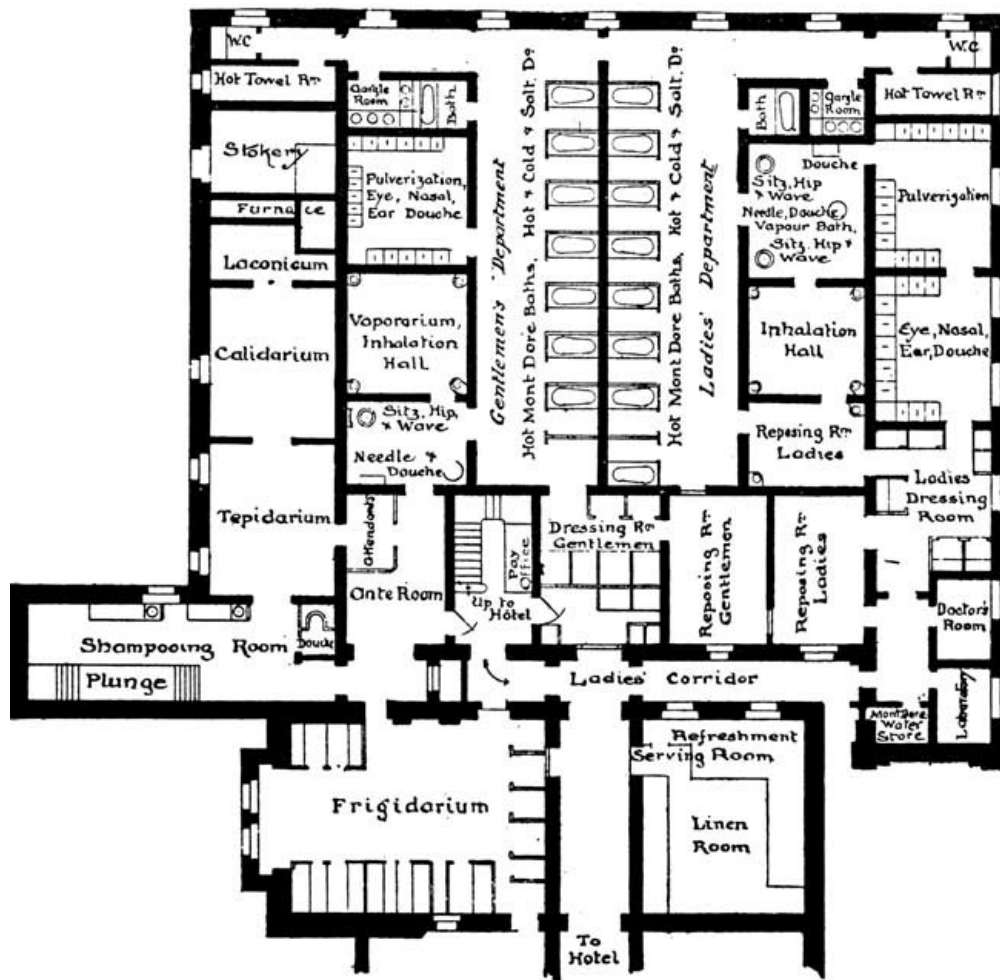 W.C
Hot Towel Rm
Stokery
Furnace
Laconicum
Calidarium
Tepidarium
Gargle
Room
Bath
Pulverization,
Eye, Nasal,
Ear Douche
Vaporarium,
Inhalation
Hall
Sitz, Hip,
& Wave
Needle &
Douche
Gentlemen's Department
Hot Mont Dore Baths, Hot & Cold & Salt. Do.
Hot Mont Dore Baths, Hot & Cold & Salt. Do.
Ladies' Department
W.C
Hot Towel Rm
Bath
Gargle
Room
Douche
Sitz, Hip
& Wave
Needle, Douche,
Vapour Bath,
Sitz, Hip &
Wave
Pulverization
Inhalation
Hall
Eye, Nasal,
Ear, Douche
Reposing Rm
Ladies
Ladies
Dressing
Room
Attendants
Ante Room
Up to
Hotel
Pay
Office
Dressing Rm
Gentlemen
Reposing Rm
Gentlemen
Reposing Rm
Ladies
Doctor's
Room
Laboratory
Mont Dore
Water
Store
Shampooing Room
Douche
Plunge
Ladies' Corridor
Frigidarium
Refreshment
Serving Room
Linen
Room
To
Hotel